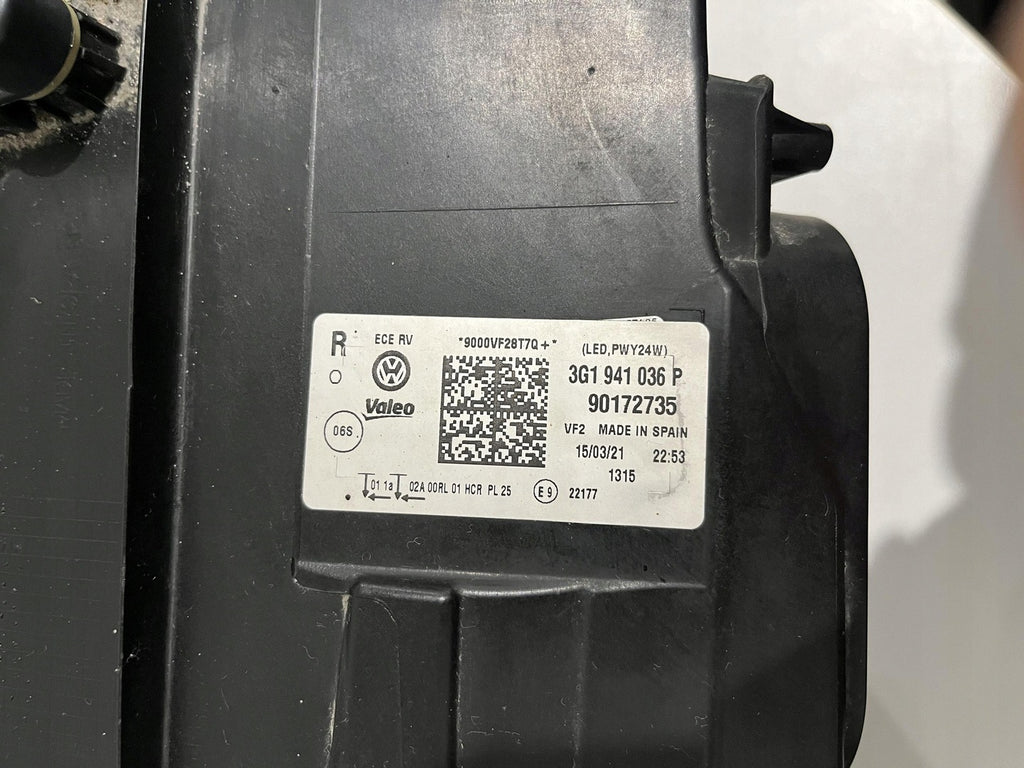 R
ECE RV
*9000VF28T7Q+*
(LED,PWY24W)
3G1 941 036 P
90172735
Valeo
06S
VF2 MADE IN SPAIN
15/03/21 22:53
1315
01 1a 02A 00RL 01 HCR PL 25
E9 22177